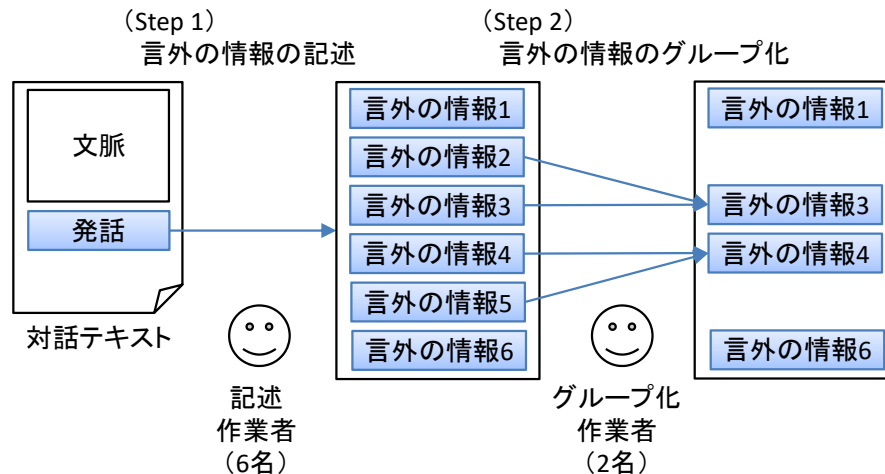 （Step 1）
言外の情報の記述
（Step 2）
言外の情報のグループ化
文脈
発話
対話テキスト
記述
作業者
（6名）
言外の情報1
言外の情報2
言外の情報3
言外の情報4
言外の情報5
言外の情報6
グループ化
作業者
（2名）
言外の情報1
言外の情報3
言外の情報4
言外の情報6